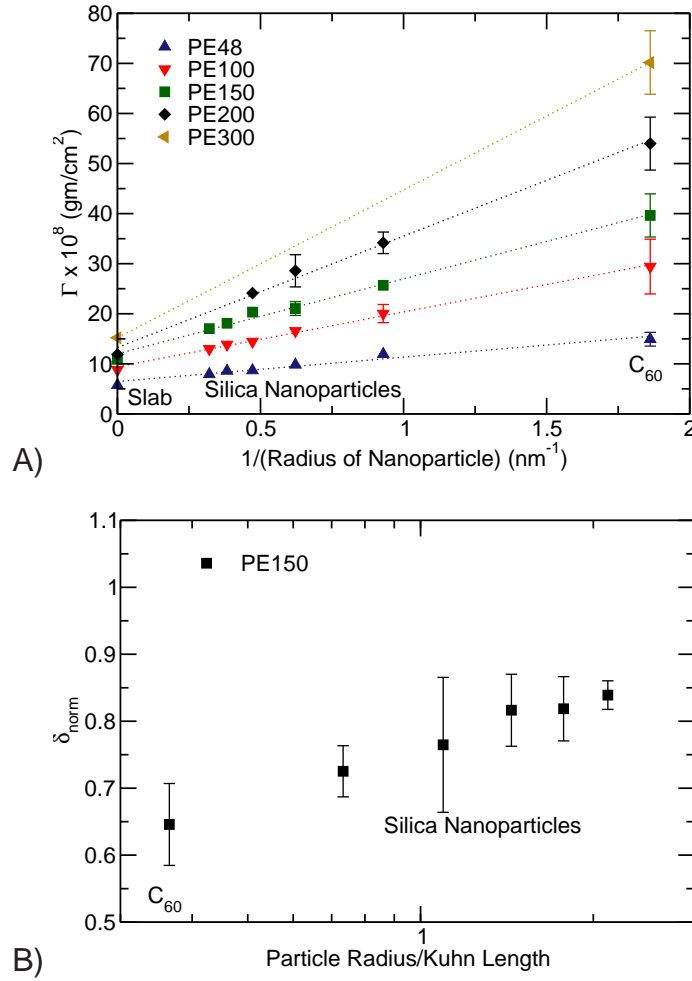 80
70
60
50
40
30
20
10
0
Γ x 10⁸ (gm/cm²)
PE48
PE100
PE150
PE200
PE300
Slab
Silica Nanoparticles
C₆₀
0 0.5 1 1.5 2
1/(Radius of Nanoparticle) (nm⁻¹)
A)
1.1
1
0.9
0.8
0.7
0.6
0.5
δnorm
PE150
Silica Nanoparticles
C₆₀
1
Particle Radius/Kuhn Length
B)